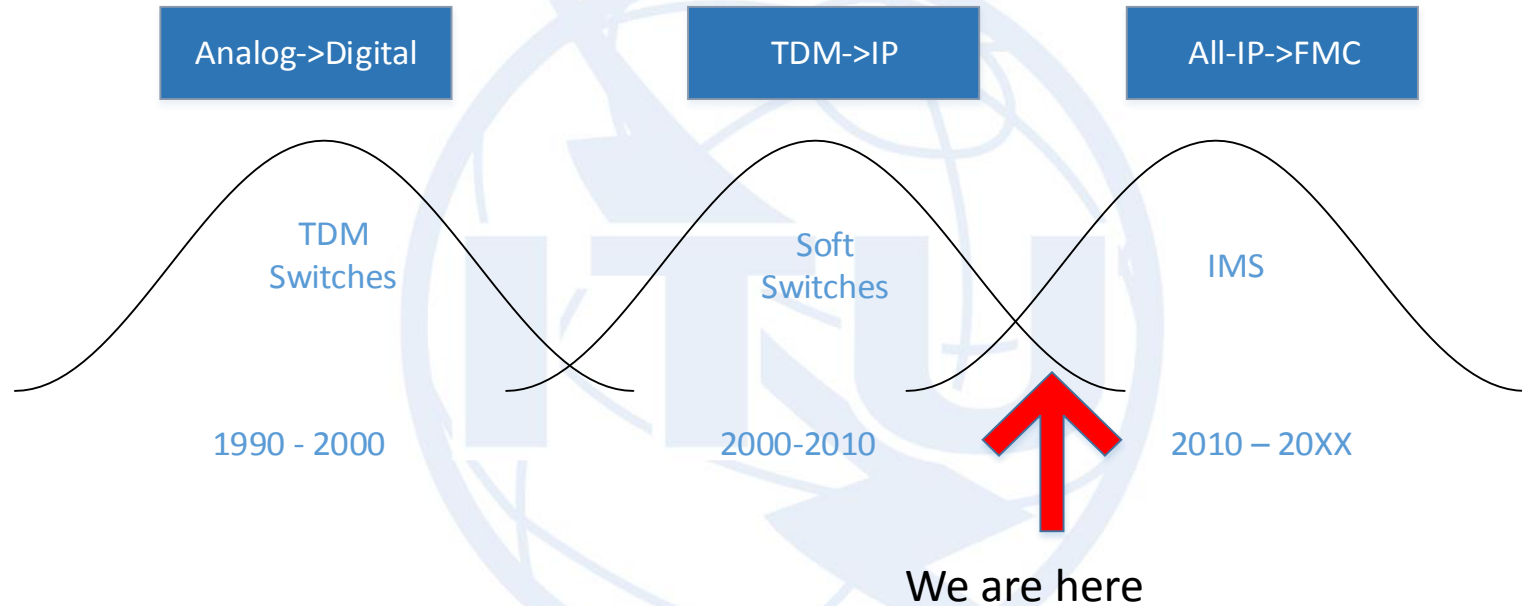 Analog->Digital
TDM->IP
All-IP->FMC
TDM
Switches
Soft
Switches
IMS
1990 - 2000
2000-2010
2010 – 20XX
We are here
ITU